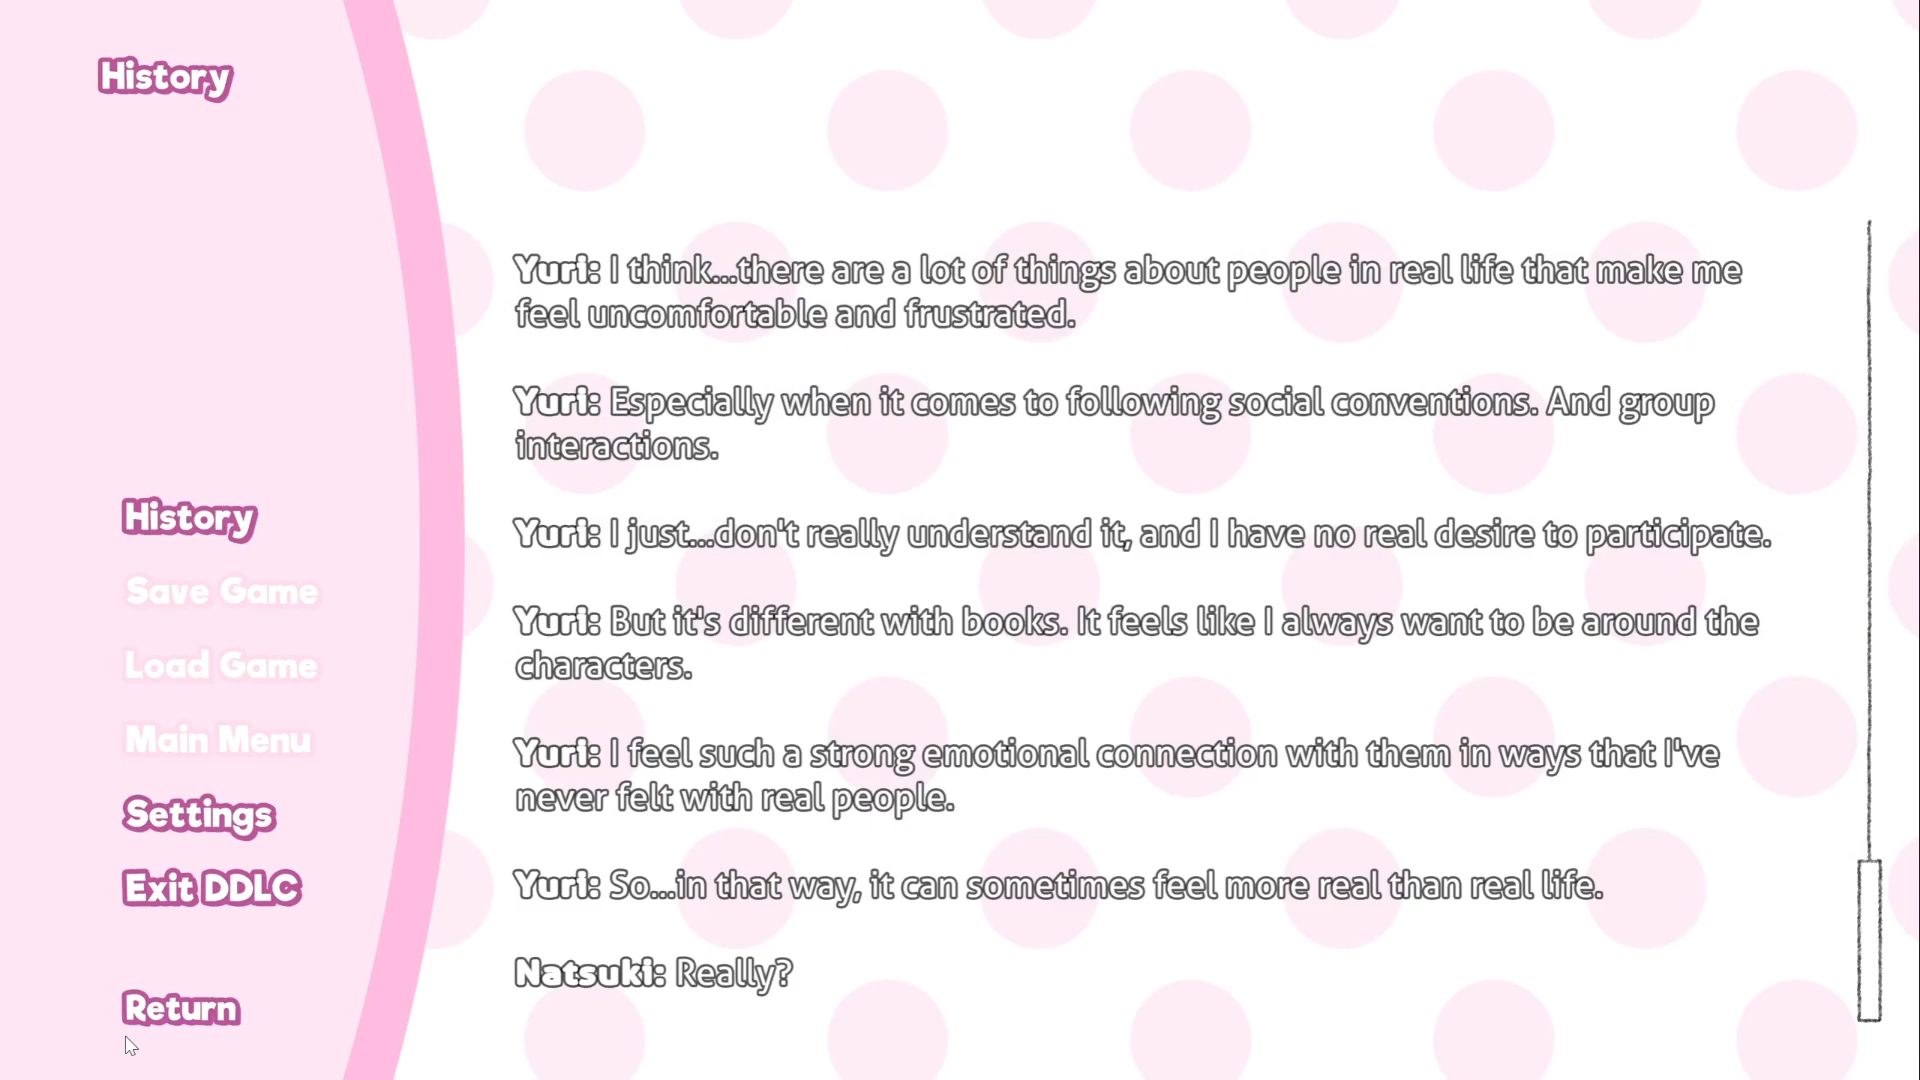 History
Yuri: I think...there are a lot of things about people in real life that make me
feel uncomfortable and frustrated.
Yuri: Especially when it comes to following social conventions. And group
interactions.
Yuri: I just...don't really understand it, and I have no real desire to participate.
Yuri: But it's different with books. It feels like I always want to be around the
characters.
Yuri: I feel such a strong emotional connection with them in ways that I've
never felt with real people.
Yuri: So...in that way, it can sometimes feel more real than real life.
Natsuki: Really?
History
Save Game
Load Game
Main Menu
Settings
Exit DDLC
Return